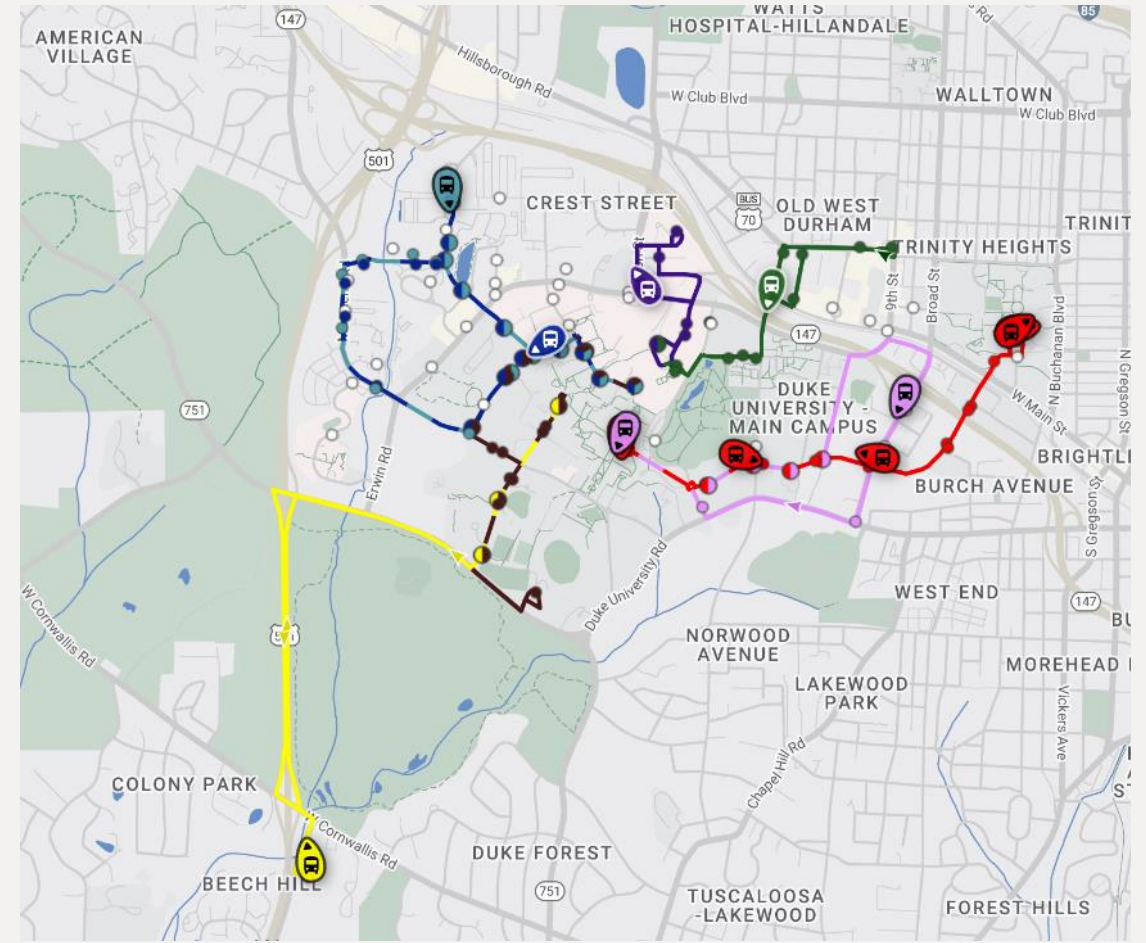 147
WATTS
HOSPITAL-HILLANDALE
Rd
85
AMERICAN
VILLAGE
Hillsborough Rd
W Club Blvd
WALLTOWN
W Club Blvd
501
CREST STREET
BUS
70
OLD WEST
DURHAM
TRINIT
TRINITY HEIGHTS
9th St
Broad St
N Buchanan Blvd
147
N Gregson St
751
DUKE
UNIVERSITY -
MAIN CAMPUS
W Main St
BRIGHTL
Erwin Rd
BURCH AVENUE
S Gregson St
Duke University Rd
WEST END
147
BU
W Cornwallis Rd
NORWOOD
AVENUE
MOREHEAD
LAKEWOOD
PARK
Vickers Ave
Chapel Hill Rd
COLONY PARK
ST
W Cornwallis Rd
DUKE FOREST
BEECH HILL
751
TUSCALOOSA
-LAKEWOOD
FOREST HILLS